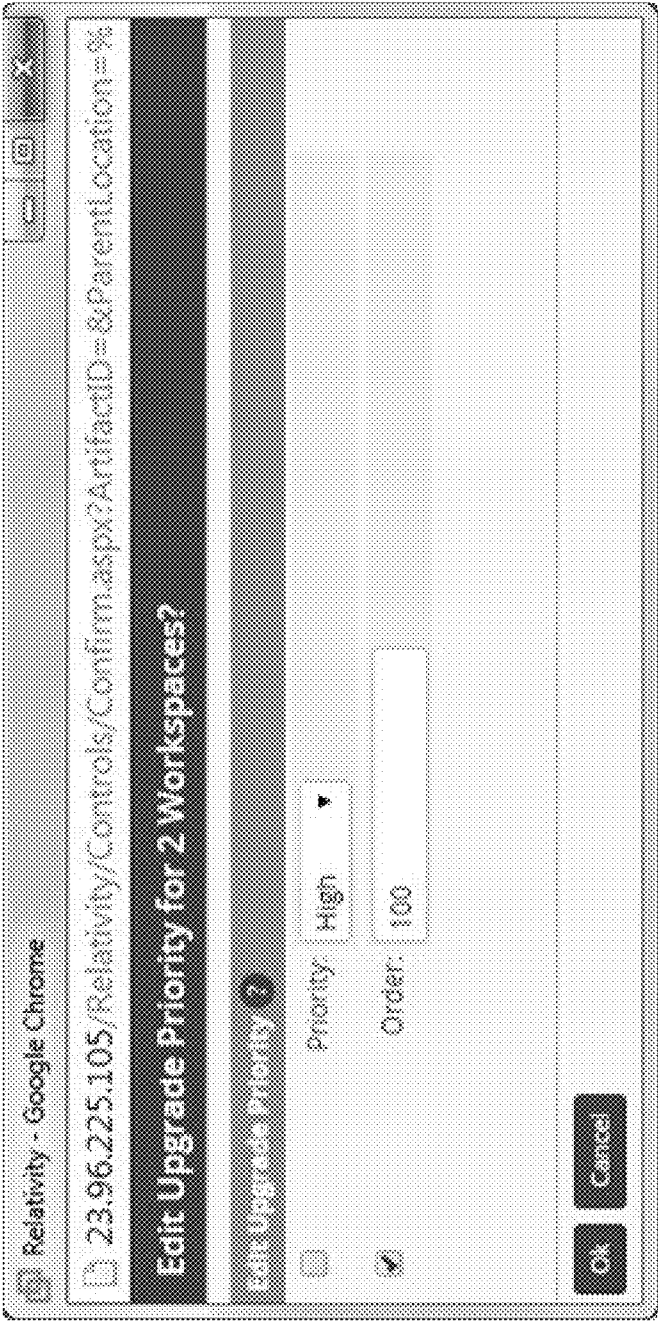 Relativity - Google Chrome
23.96.225.105/Relativity/Controls/Confirm.aspx?ArtifactID=&ParentLocation=%
Edit Upgrade Priority for 2 Workspaces?
Edit Upgrade Priority ?
Priority: High
Order: 100
Ok Cancel